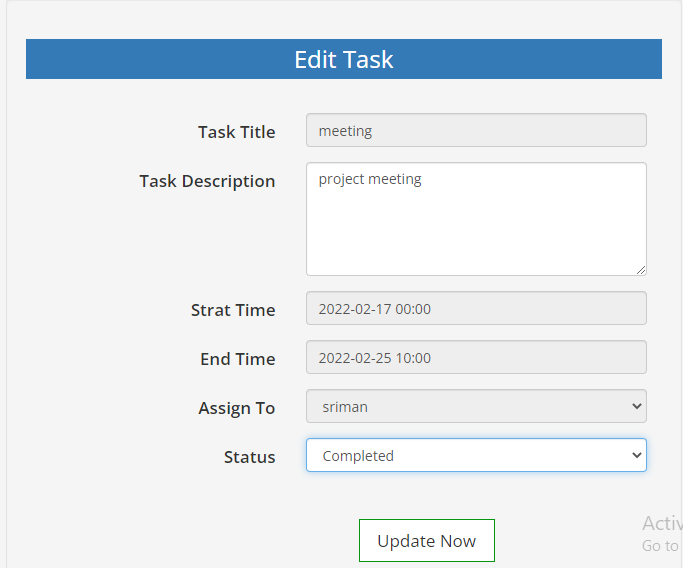 Edit Task
Task Title
meeting
Task Description
project meeting
Strat Time
2022-02-17 00:00
End Time
2022-02-25 10:00
Assign To
sriman
Status
Completed
Update Now
Activ
Go to